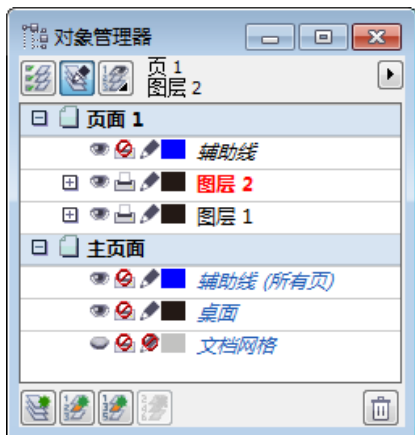 对象管理器
页 1
图层 2
页面 1
辅助线
图层 2
图层 1
主页面
辅助线 (所有页)
桌面
文档网格